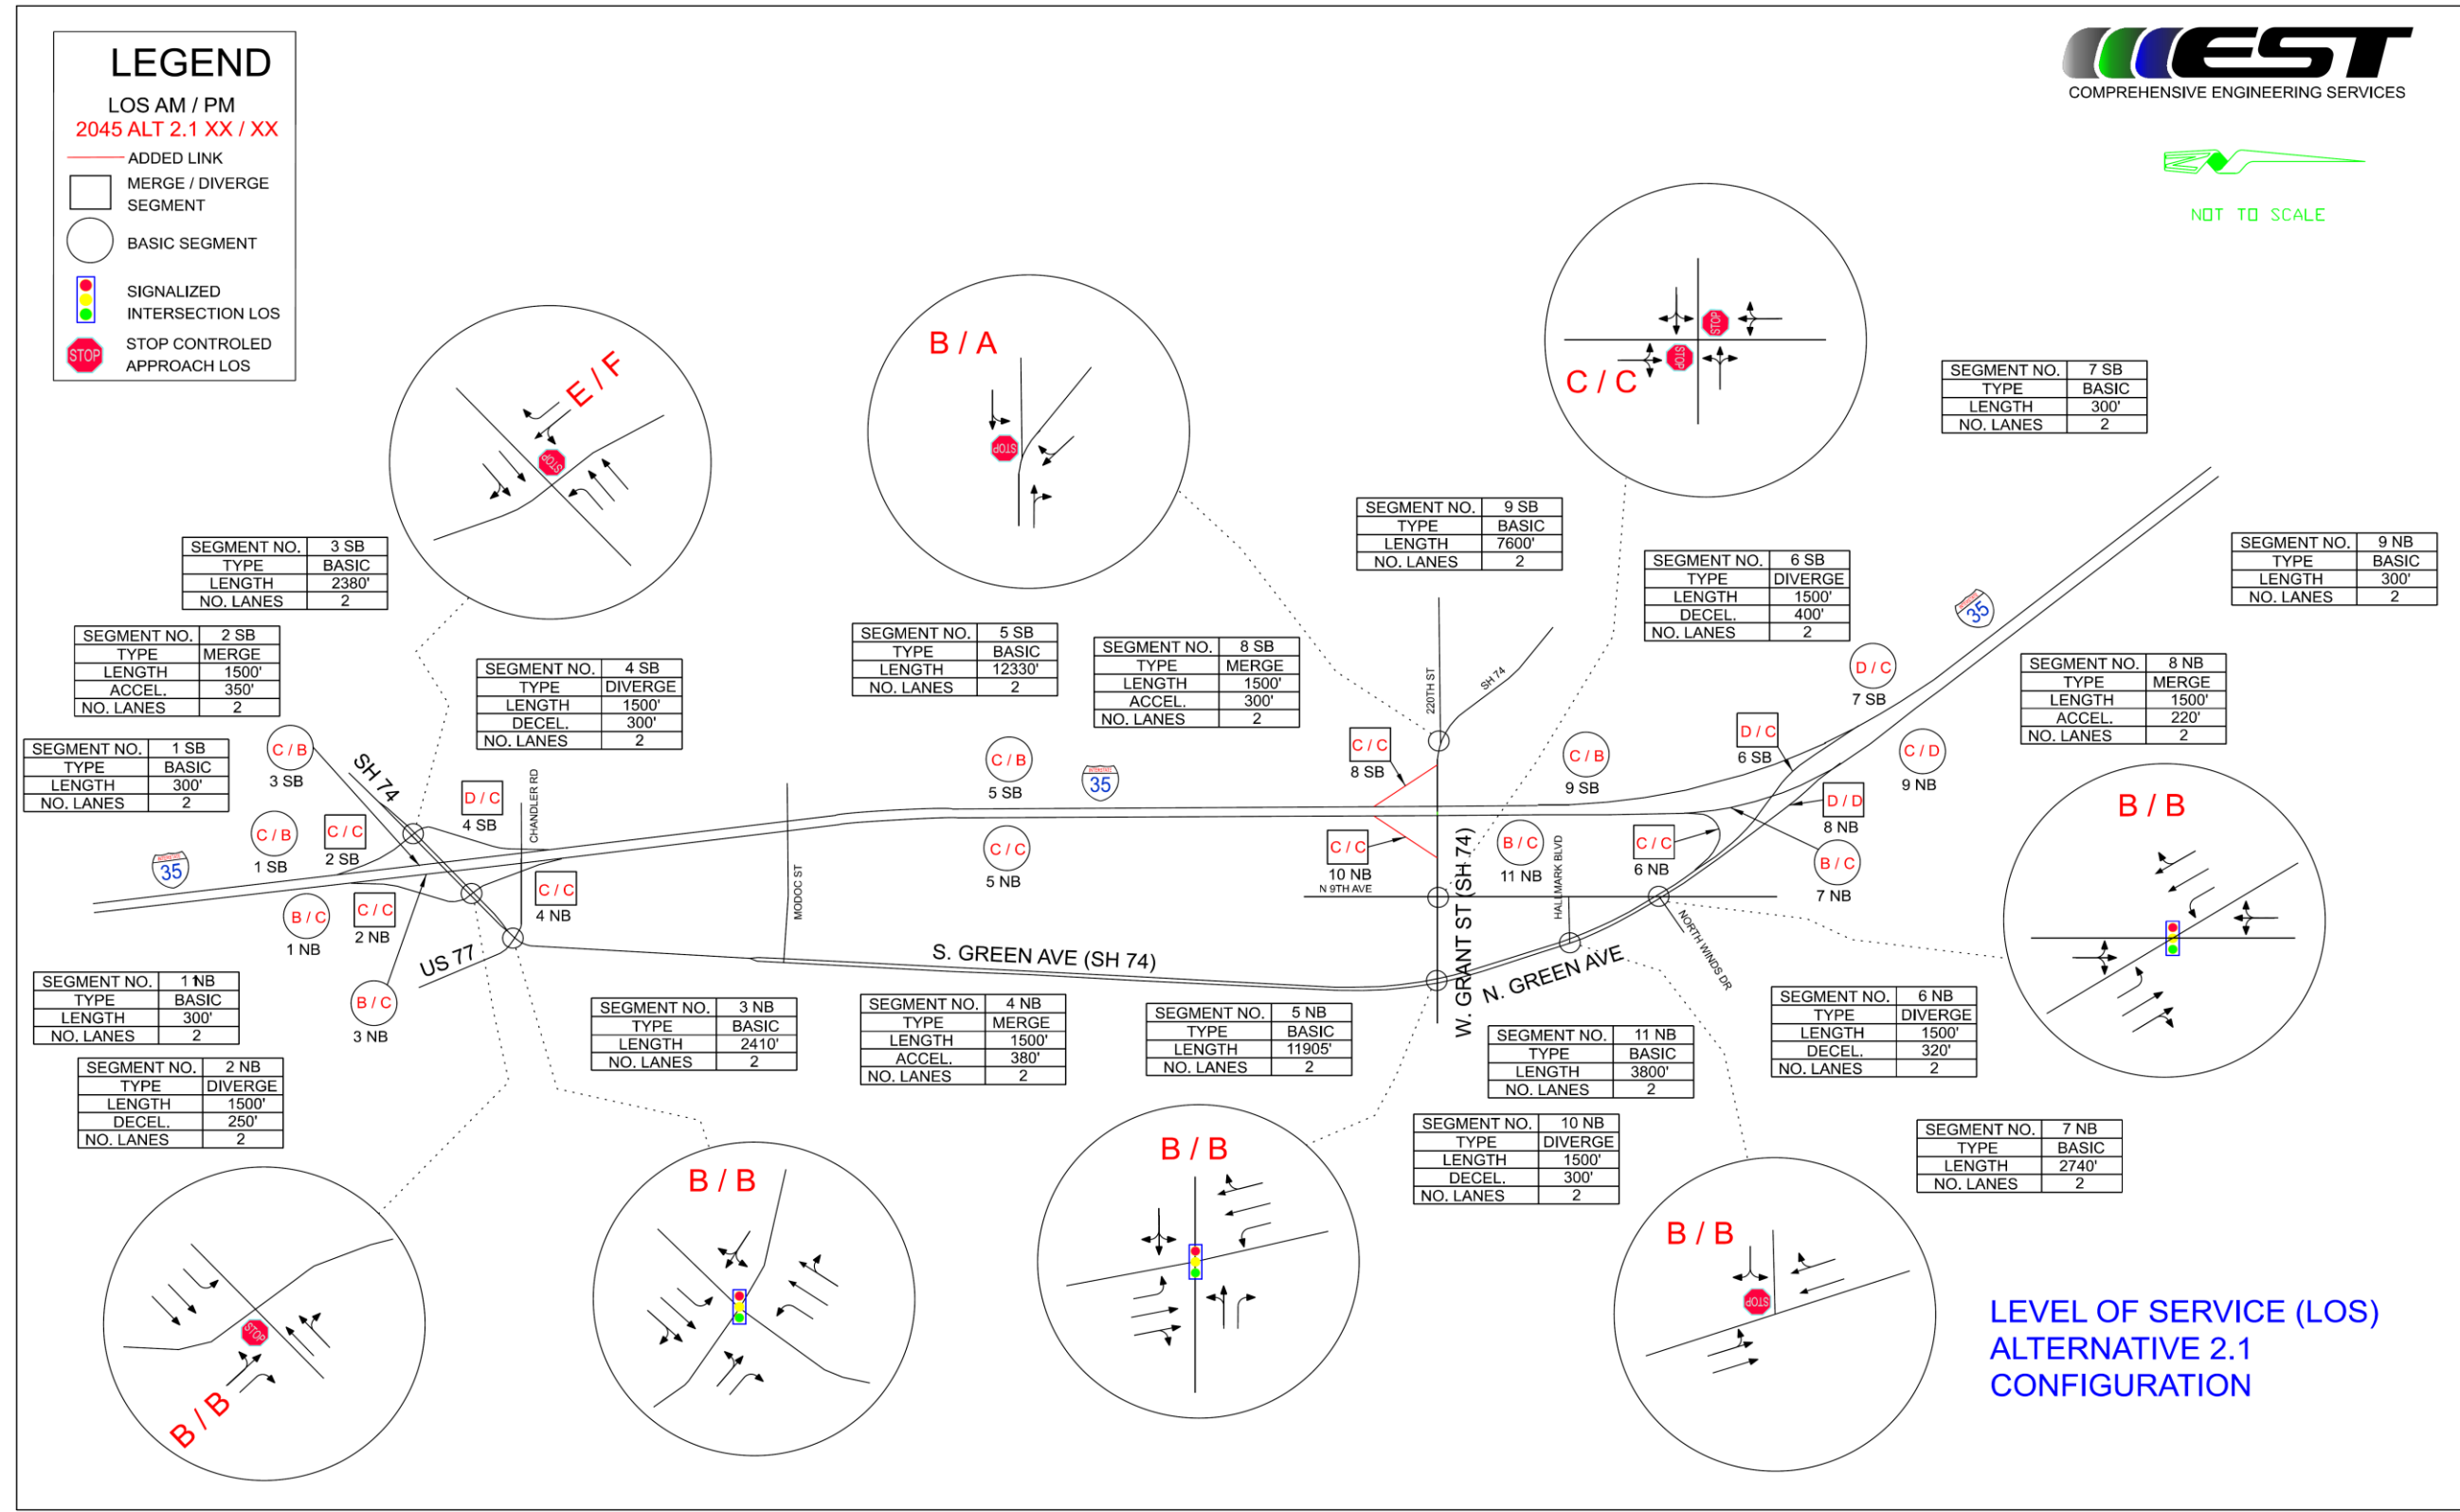 LEGEND
LOS AM / PM
2045 ALT 2.1 XX / XX
ADDED LINK
MERGE / DIVERGE
SEGMENT
BASIC SEGMENT
SIGNALIZED
INTERSECTION LOS
STOP
STOP CONTROLED
APPROACH LOS
EST
COMPREHENSIVE ENGINEERING SERVICES
N
NOT TO SCALE
E / F
STOP
B / A
STOP
C / C
STOP
STOP
SEGMENT NO. 7 SB
TYPE BASIC
LENGTH 300'
NO. LANES 2
SEGMENT NO. 9 SB
TYPE BASIC
LENGTH 7600'
NO. LANES 2
SEGMENT NO. 3 SB
TYPE BASIC
LENGTH 2380'
NO. LANES 2
SEGMENT NO. 6 SB
TYPE DIVERGE
LENGTH 1500'
DECEL. 400'
NO. LANES 2
SEGMENT NO. 9 NB
TYPE BASIC
LENGTH 300'
NO. LANES 2
SEGMENT NO. 2 SB
TYPE MERGE
LENGTH 1500'
ACCEL. 350'
NO. LANES 2
SEGMENT NO. 4 SB
TYPE DIVERGE
LENGTH 1500'
DECEL. 300'
NO. LANES 2
SEGMENT NO. 5 SB
TYPE BASIC
LENGTH 12330'
NO. LANES 2
SEGMENT NO. 8 SB
TYPE MERGE
LENGTH 1500'
ACCEL. 300'
NO. LANES 2
SEGMENT NO. 8 NB
TYPE MERGE
LENGTH 1500'
ACCEL. 220'
NO. LANES 2
SEGMENT NO. 1 SB
TYPE BASIC
LENGTH 300'
NO. LANES 2
C / B
3 SB
SH 74
D / C
4 SB
CHANDLER RD
C / B
1 SB
C / C
2 SB
35
B / C
1 NB
C / C
2 NB
C / C
4 NB
B / C
3 NB
US 77
MODOC ST
C / B
5 SB
35
C / C
5 NB
S. GREEN AVE (SH 74)
220TH ST
SH 74
C / C
8 SB
C / C
10 NB
N 9TH AVE
W. GRANT ST (SH 74)
C / B
9 SB
B / C
11 NB
HALLMARK BLVD
C / C
6 NB
N. GREEN AVE
NORTH WINDS DR
D / C
6 SB
D / C
7 SB
35
C / D
9 NB
D / D
8 NB
B / C
7 NB
B / B
SEGMENT NO. 1 NB
TYPE BASIC
LENGTH 300'
NO. LANES 2
SEGMENT NO. 2 NB
TYPE DIVERGE
LENGTH 1500'
DECEL. 250'
NO. LANES 2
SEGMENT NO. 3 NB
TYPE BASIC
LENGTH 2410'
NO. LANES 2
SEGMENT NO. 4 NB
TYPE MERGE
LENGTH 1500'
ACCEL. 380'
NO. LANES 2
SEGMENT NO. 5 NB
TYPE BASIC
LENGTH 11905'
NO. LANES 2
SEGMENT NO. 11 NB
TYPE BASIC
LENGTH 3800'
NO. LANES 2
SEGMENT NO. 6 NB
TYPE DIVERGE
LENGTH 1500'
DECEL. 320'
NO. LANES 2
SEGMENT NO. 10 NB
TYPE DIVERGE
LENGTH 1500'
DECEL. 300'
NO. LANES 2
SEGMENT NO. 7 NB
TYPE BASIC
LENGTH 2740'
NO. LANES 2
STOP
B / B
B / B
B / B
B / B
STOP
LEVEL OF SERVICE (LOS)
ALTERNATIVE 2.1
CONFIGURATION